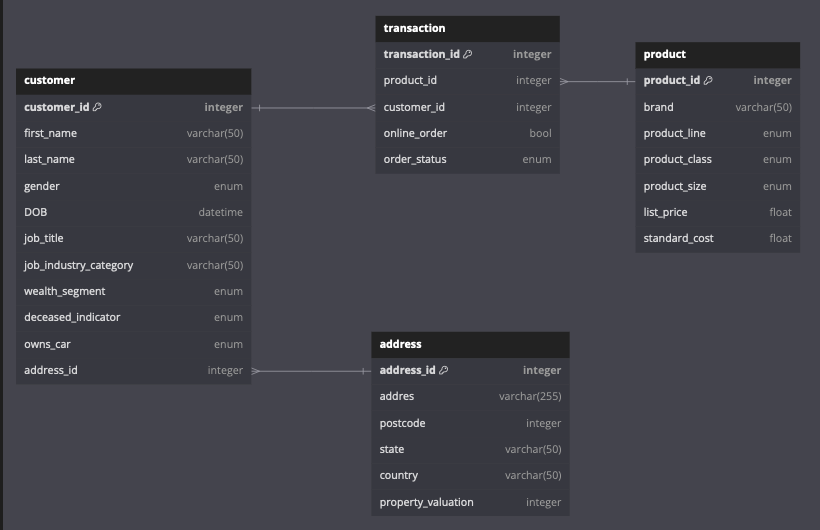 customer
customer_id integer
first_name varchar(50)
last_name varchar(50)
gender enum
DOB datetime
job_title varchar(50)
job_industry_category varchar(50)
wealth_segment enum
deceased_indicator enum
owns_car enum
address_id integer
transaction
transaction_id integer
product_id integer
customer_id integer
online_order bool
order_status enum
product
product_id integer
brand varchar(50)
product_line enum
product_class enum
product_size enum
list_price float
standard_cost float
address
address_id integer
addres varchar(255)
postcode integer
state varchar(50)
country varchar(50)
property_valuation integer